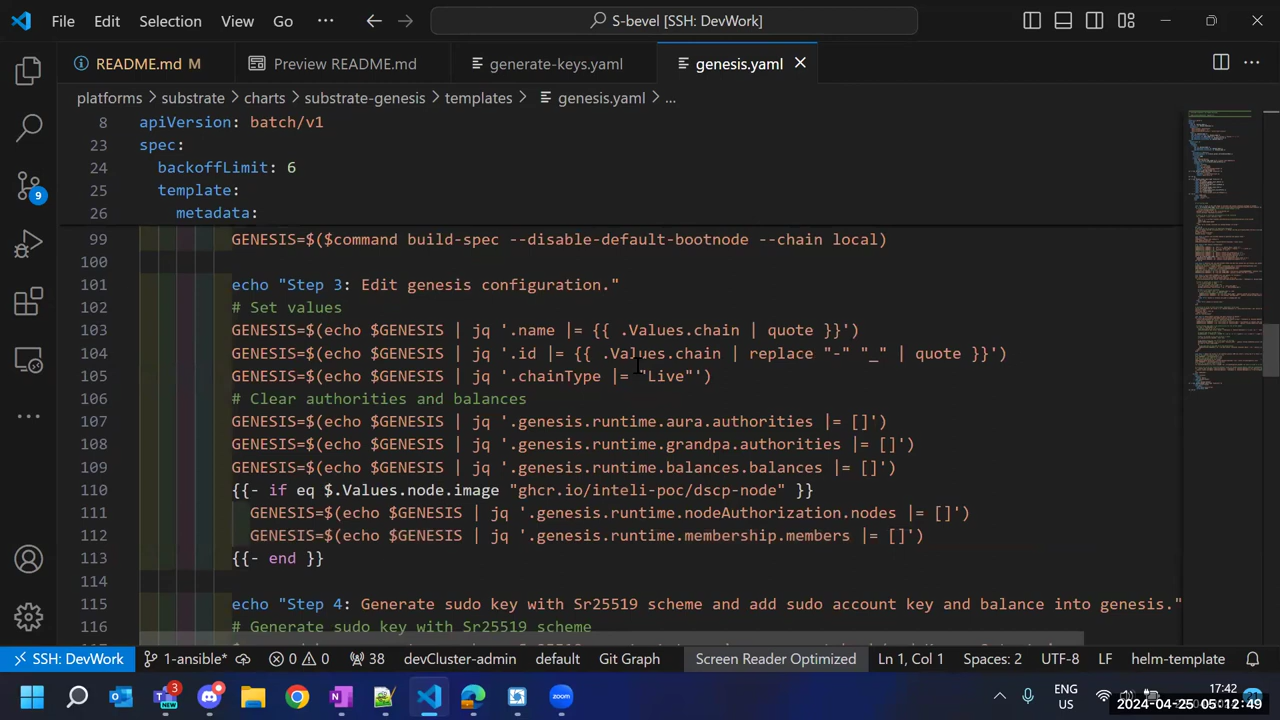 File Edit Selection View Go ··· S-bevel [SSH: DevWork]
README.md M Preview README.md generate-keys.yaml genesis.yaml
platforms > substrate > charts > substrate-genesis > templates > genesis.yaml > ...
8 apiVersion: batch/v1
23 spec:
24 backoffLimit: 6
25 template:
26 metadata:
99 GENESIS=$($command build-spec --disable-default-bootnode --chain local)
100
101 echo "Step 3: Edit genesis configuration."
102 # Set values
103 GENESIS=$(echo $GENESIS | jq '.name |= {{ .Values.chain | quote }}')
104 GENESIS=$(echo $GENESIS | jq '.id |= {{ .Values.chain | replace "-" "_" | quote }}')
105 GENESIS=$(echo $GENESIS | jq '.chainType |= "Live"')
106 # Clear authorities and balances
107 GENESIS=$(echo $GENESIS | jq '.genesis.runtime.aura.authorities |= []')
108 GENESIS=$(echo $GENESIS | jq '.genesis.runtime.grandpa.authorities |= []')
109 GENESIS=$(echo $GENESIS | jq '.genesis.runtime.balances.balances |= []')
110 {{- if eq $.Values.node.image "ghcr.io/inteli-poc/dscp-node" }}
111 GENESIS=$(echo $GENESIS | jq '.genesis.runtime.nodeAuthorization.nodes |= []')
112 GENESIS=$(echo $GENESIS | jq '.genesis.runtime.membership.members |= []')
113 {{- end }}
114
115 echo "Step 4: Generate sudo key with Sr25519 scheme and add sudo account key and balance into genesis."
116 # Generate sudo key with Sr25519 scheme
9
SSH: DevWork 1-ansible* 0 0 38 devCluster-admin default Git Graph Screen Reader Optimized Ln 1, Col 1 Spaces: 2 UTF-8 LF helm-template
3 NEW ENG US 17:42
2024-04-25 05:12:49